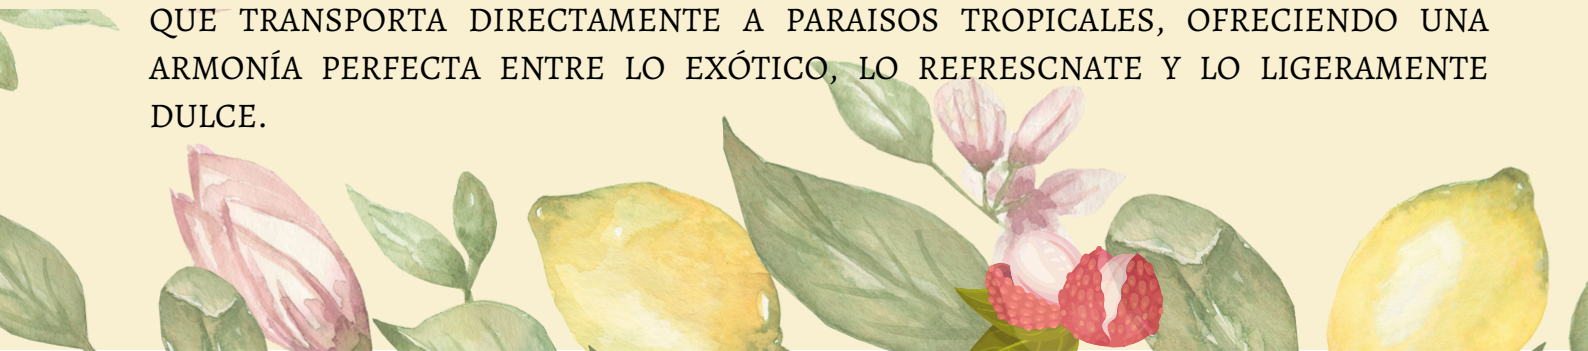 QUE TRANSPORTA DIRECTAMENTE A PARAISOS TROPICALES, OFRECIENDO UNA
ARMONÍA PERFECTA ENTRE LO EXÓTICO, LO REFRESCNATE Y LO LIGERAMENTE
DULCE.